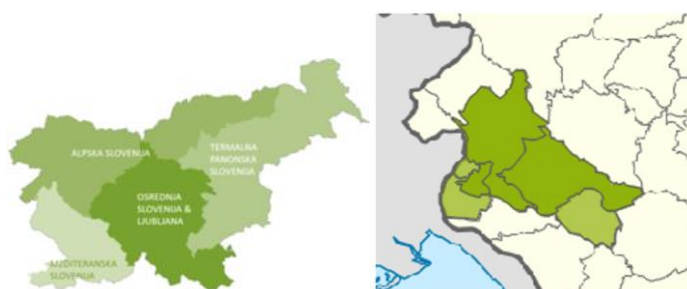 ALPSKA SLOVENIJA
TERMALNA
PANONSKA
SLOVENIJA
OSREDNJA
SLOVENIJA &
LJUBLJANA
MEDITERANSKA
SLOVENIJA